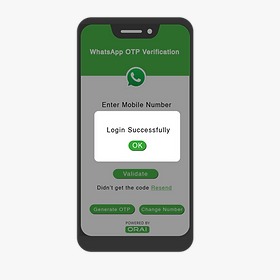 WhatsApp OTP Verification
Enter Mobile Number
Login Successfully
OK
Validate
Didn't get the code Resend
Generate OTP Change Number
POWERED BY
ORAI